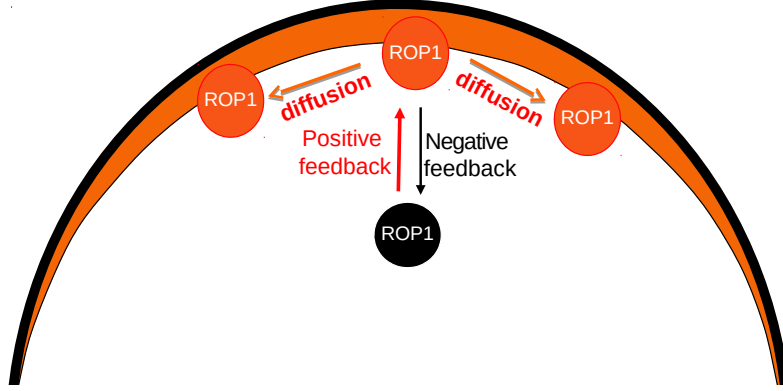 ROP1
ROP1
diffusion
diffusion
ROP1
Positive
feedback
Negative
feedback
ROP1